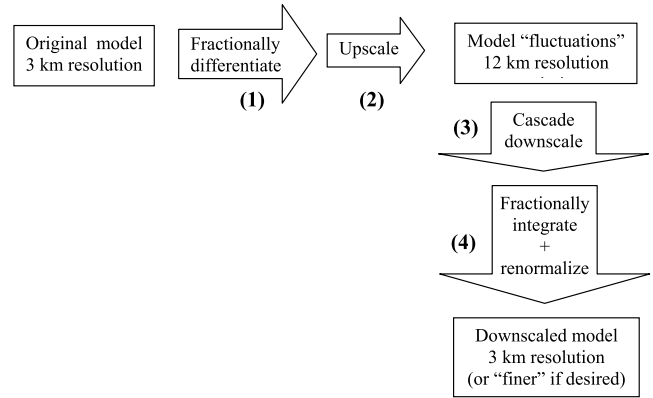 Original model
3 km resolution
Fractionally
differentiate
(1)
Upscale
(2)
Model “fluctuations”
12 km resolution
(3)
Cascade
downscale
(4)
Fractionally
integrate
+
renormalize
Downscaled model
3 km resolution
(or “finer” if desired)